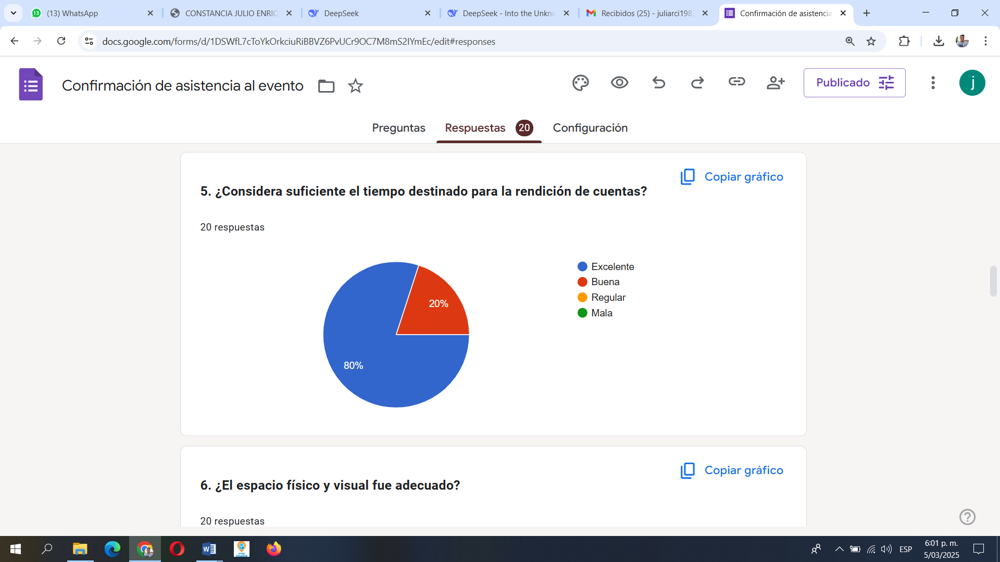 (13) WhatsApp
CONSTANCIA JULIO ENRIC
DeepSeek
DeepSeek - Into the Unkno
Recibidos (25) - juliarci198
Confirmación de asistencia
docs.google.com/forms/d/1DSWfL7cToYkOrkciuRiBBVZ6PvUCr9OC7M8mS2IYmEc/edit#responses
Confirmación de asistencia al evento
Publicado
j
Preguntas
Respuestas 20
Configuración
Copiar gráfico
5. ¿Considera suficiente el tiempo destinado para la rendición de cuentas?
20 respuestas
Excelente
Buena
Regular
Mala
20%
80%
Copiar gráfico
6. ¿El espacio físico y visual fue adecuado?
20 respuestas
ESP
6:01 p. m.
5/03/2025